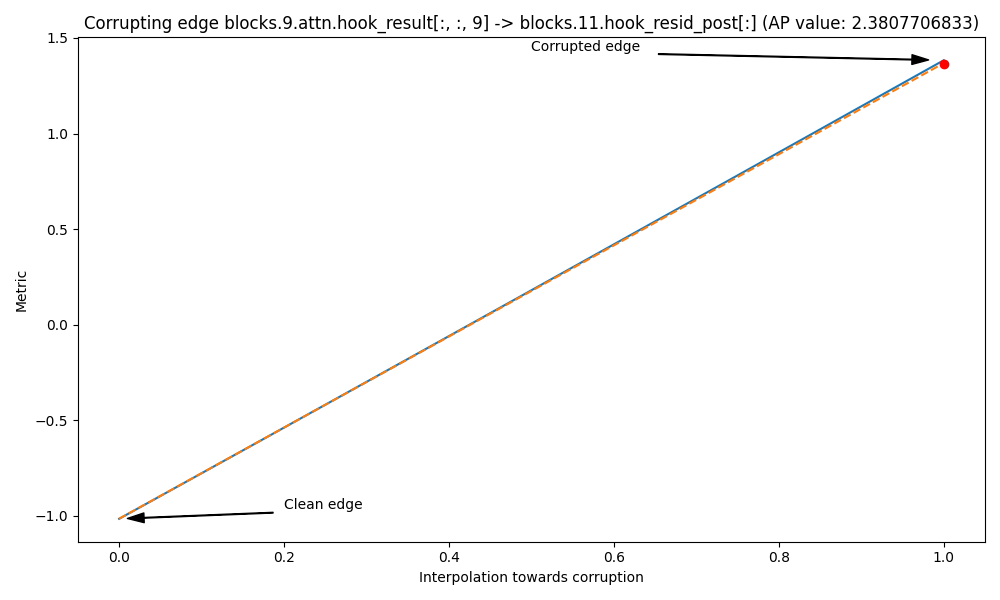 Corrupting edge blocks.9.attn.hook_result[:, :, 9] -> blocks.11.hook_resid_post[:] (AP value: 2.3807706833)
1.5
1.0
0.5
0.0
−0.5
−1.0
Metric
Corrupted edge
Clean edge
0.0 0.2 0.4 0.6 0.8 1.0
Interpolation towards corruption